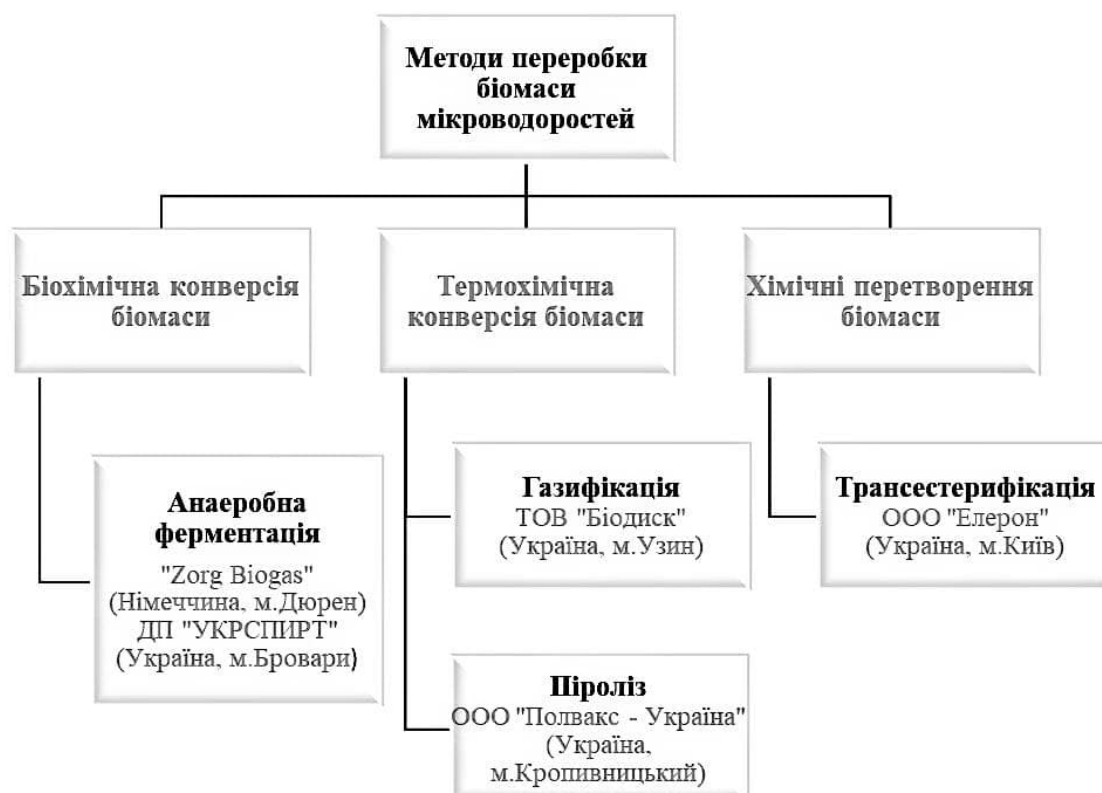 Методи переробки
біомаси
мікроводоростей
Біохімічна конверсія
біомаси
Термохімічна
конверсія біомаси
Хімічні перетворення
біомаси
Анаеробна
ферментація
"Zorg Biogas"
(Німеччина, м.Дюрен)
ДП "УКРСПИРТ"
(Україна, м.Бровари)
Газифікація
ТОВ "Біодиск"
(Україна, м.Узин)
Піроліз
ООО "Полвакс - Україна"
(Україна,
м.Кропивницький)
Трансестерифікація
ООО "Елерон"
(Україна, м.Київ)